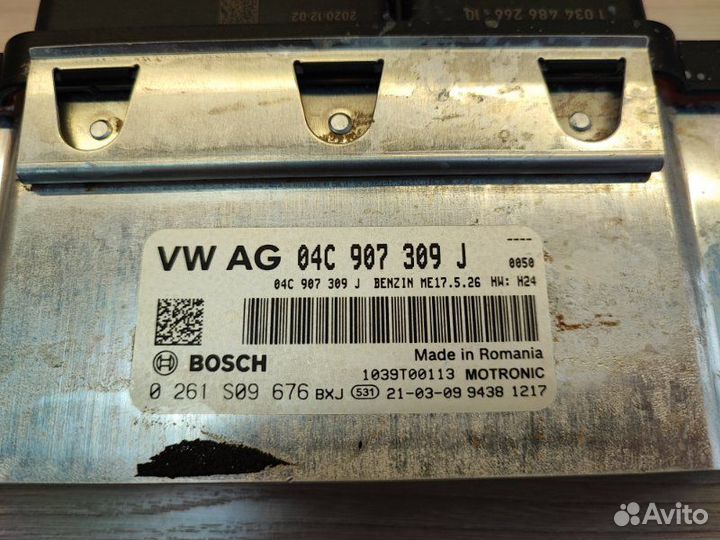 2020-12-02
1 034 486 266-1Q
VW AG 04C 907 309 J
----
0050
04C 907 309 J BENZIN ME17.5.26 HW: H24
BOSCH
Made in Romania
1039T00113 MOTRONIC
0 261 S09 676 BXJ 531 21-03-09 9438 1217
Avito